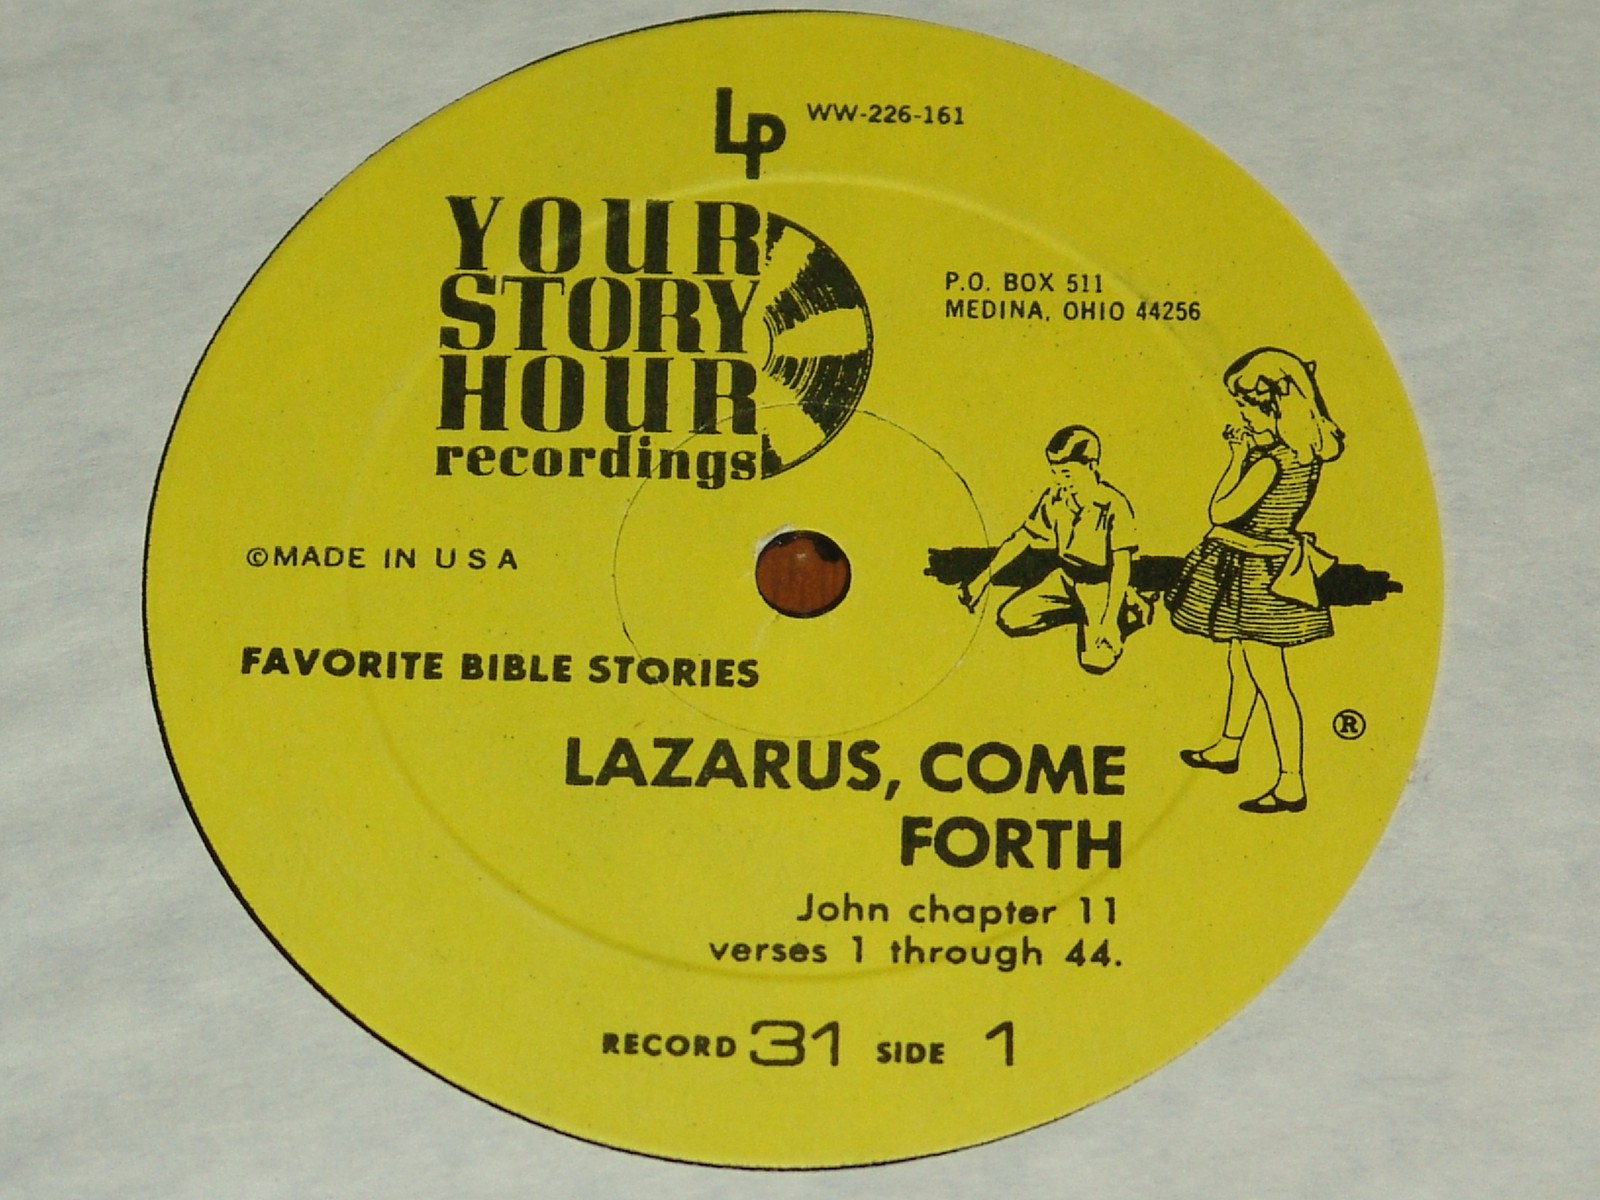 LP WW-226-161
YOUR
STORY
HOUR
recordings
P.O. BOX 511
MEDINA, OHIO 44256
©MADE IN USA
FAVORITE BIBLE STORIES
®
LAZARUS, COME
FORTH
John chapter 11
verses 1 through 44.
RECORD 31 SIDE 1